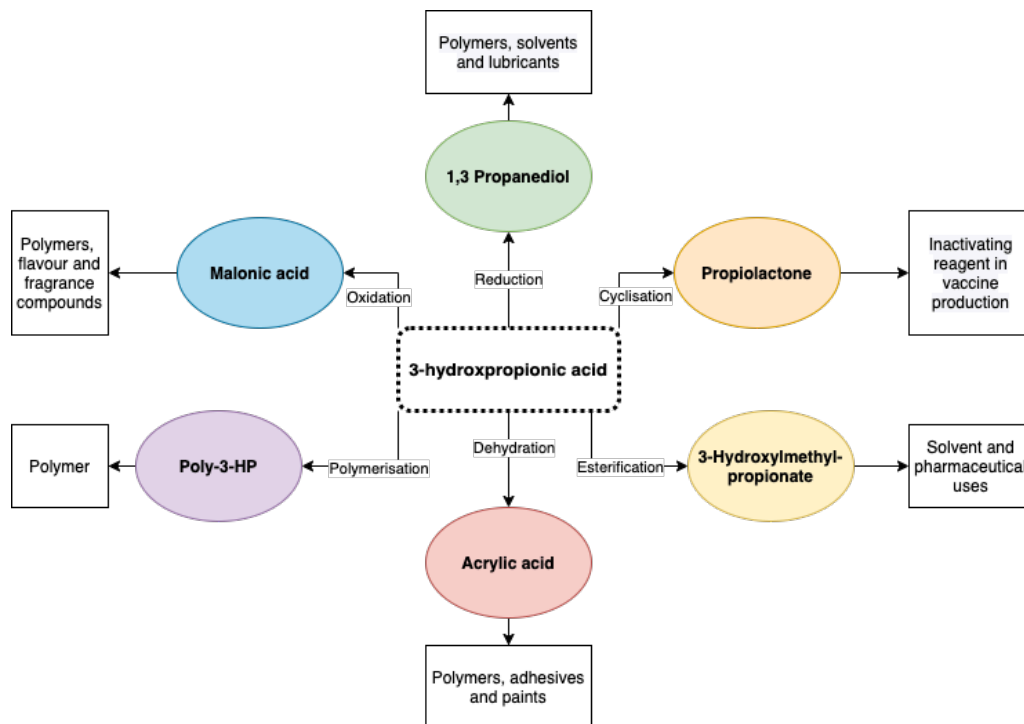 Polymers, solvents
and lubricants
1,3 Propanediol
Polymers,
flavour and
fragrance
compounds
Malonic acid
Oxidation
Reduction
Cyclisation
Propiolactone
Inactivating
reagent in
vaccine
production
3-hydroxpropionic acid
Polymer
Poly-3-HP
Polymerisation
Dehydration
Esterification
3-Hydroxylmethyl-
propionate
Solvent and
pharmaceutical
uses
Acrylic acid
Polymers, adhesives
and paints